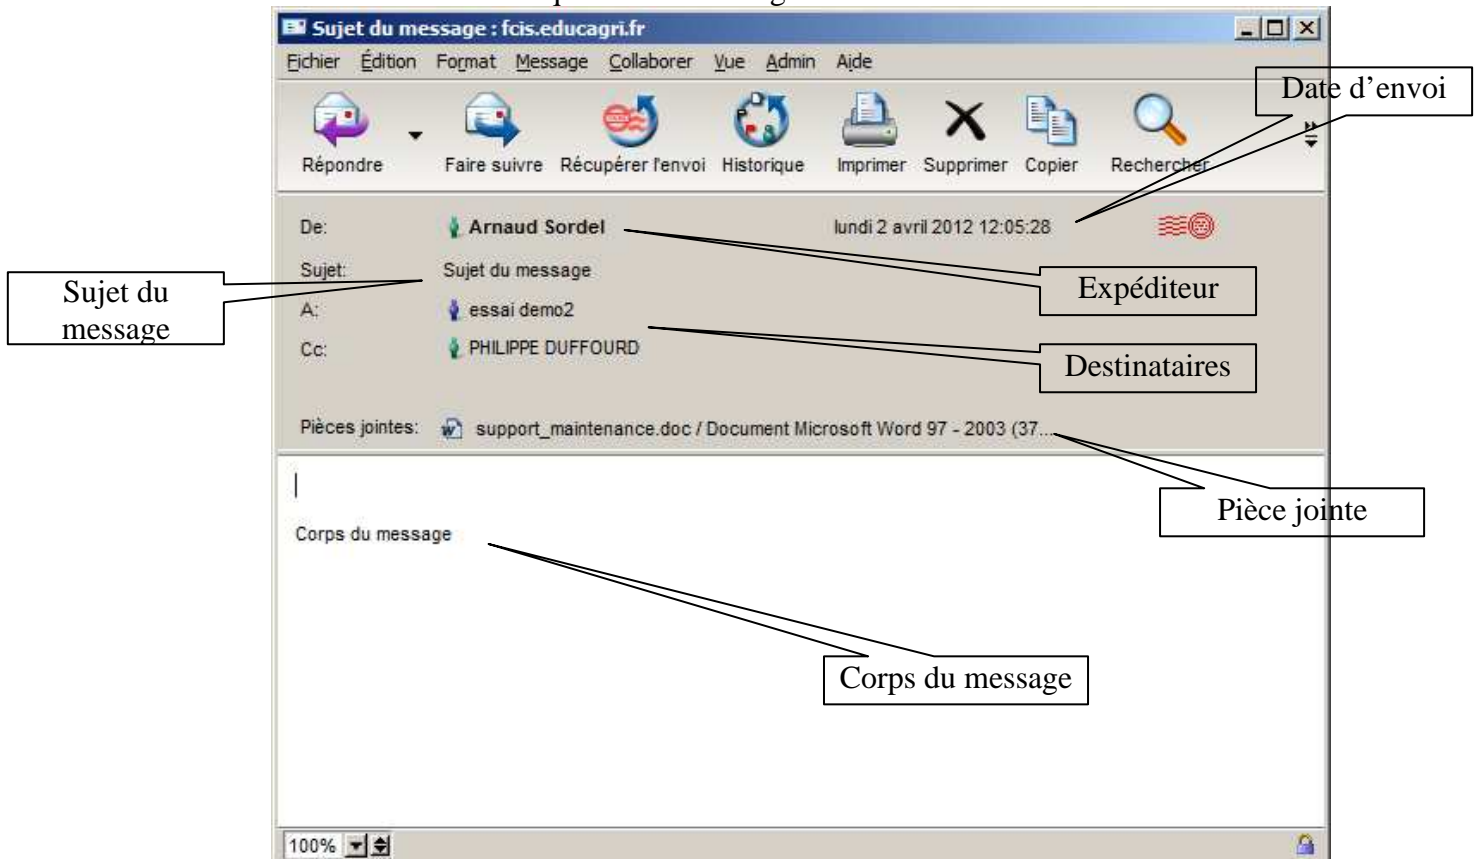 Sujet du message : fcis.educagri.fr
Fichier Édition Format Message Collaborer Vue Admin Aide
Date d'envoi
Répondre Faire suivre Récupérer l'envoi Historique Imprimer Supprimer Copier Rechercher
De: Arnaud Sordel lundi 2 avril 2012 12:05:28
Sujet: Sujet du message
Expéditeur
Sujet du
message
A: essai demo2
Cc: PHILIPPE DUFFOURD
Destinataires
Pièces jointes: support_maintenance.doc / Document Microsoft Word 97 - 2003 (37...
Pièce jointe
Corps du message
Corps du message
100%